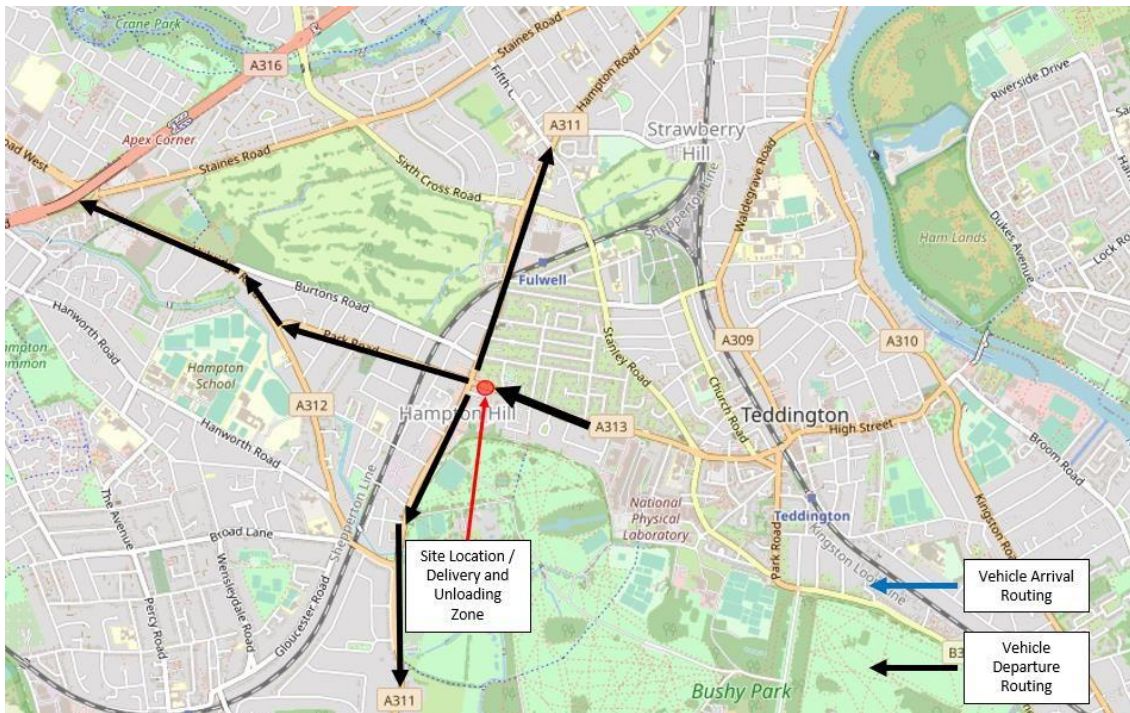 Crane Park
A316
Staines Road
Fifth C
Hampton Road
Riverside Drive
Apex Corner
A311
Strawberry
Hill
oad West
Staines Road
Sixth Cross Road
Shepperton Line
Waldegrave Road
Ham Lands
Dukes Avenue
Lock Ro
Fulwell
Burtons Road
Hanworth Road
Park Road
Stanley Road
A309
A310
Hampton
School
Hampton Hill
A312
Church Road
Teddington
High Street
A313
Hanworth Road
Broom Road
The Avenue
Shepperton Line
National
Physical
Laboratory
Teddington
Kingston Road
Park Road
Broad Lane
Wensleydale Road
Percy Road
Gloucester Road
Site Location /
Delivery and
Unloading
Zone
Vehicle Arrival
Routing
Vehicle
Departure
Routing
A311
Bushy Park